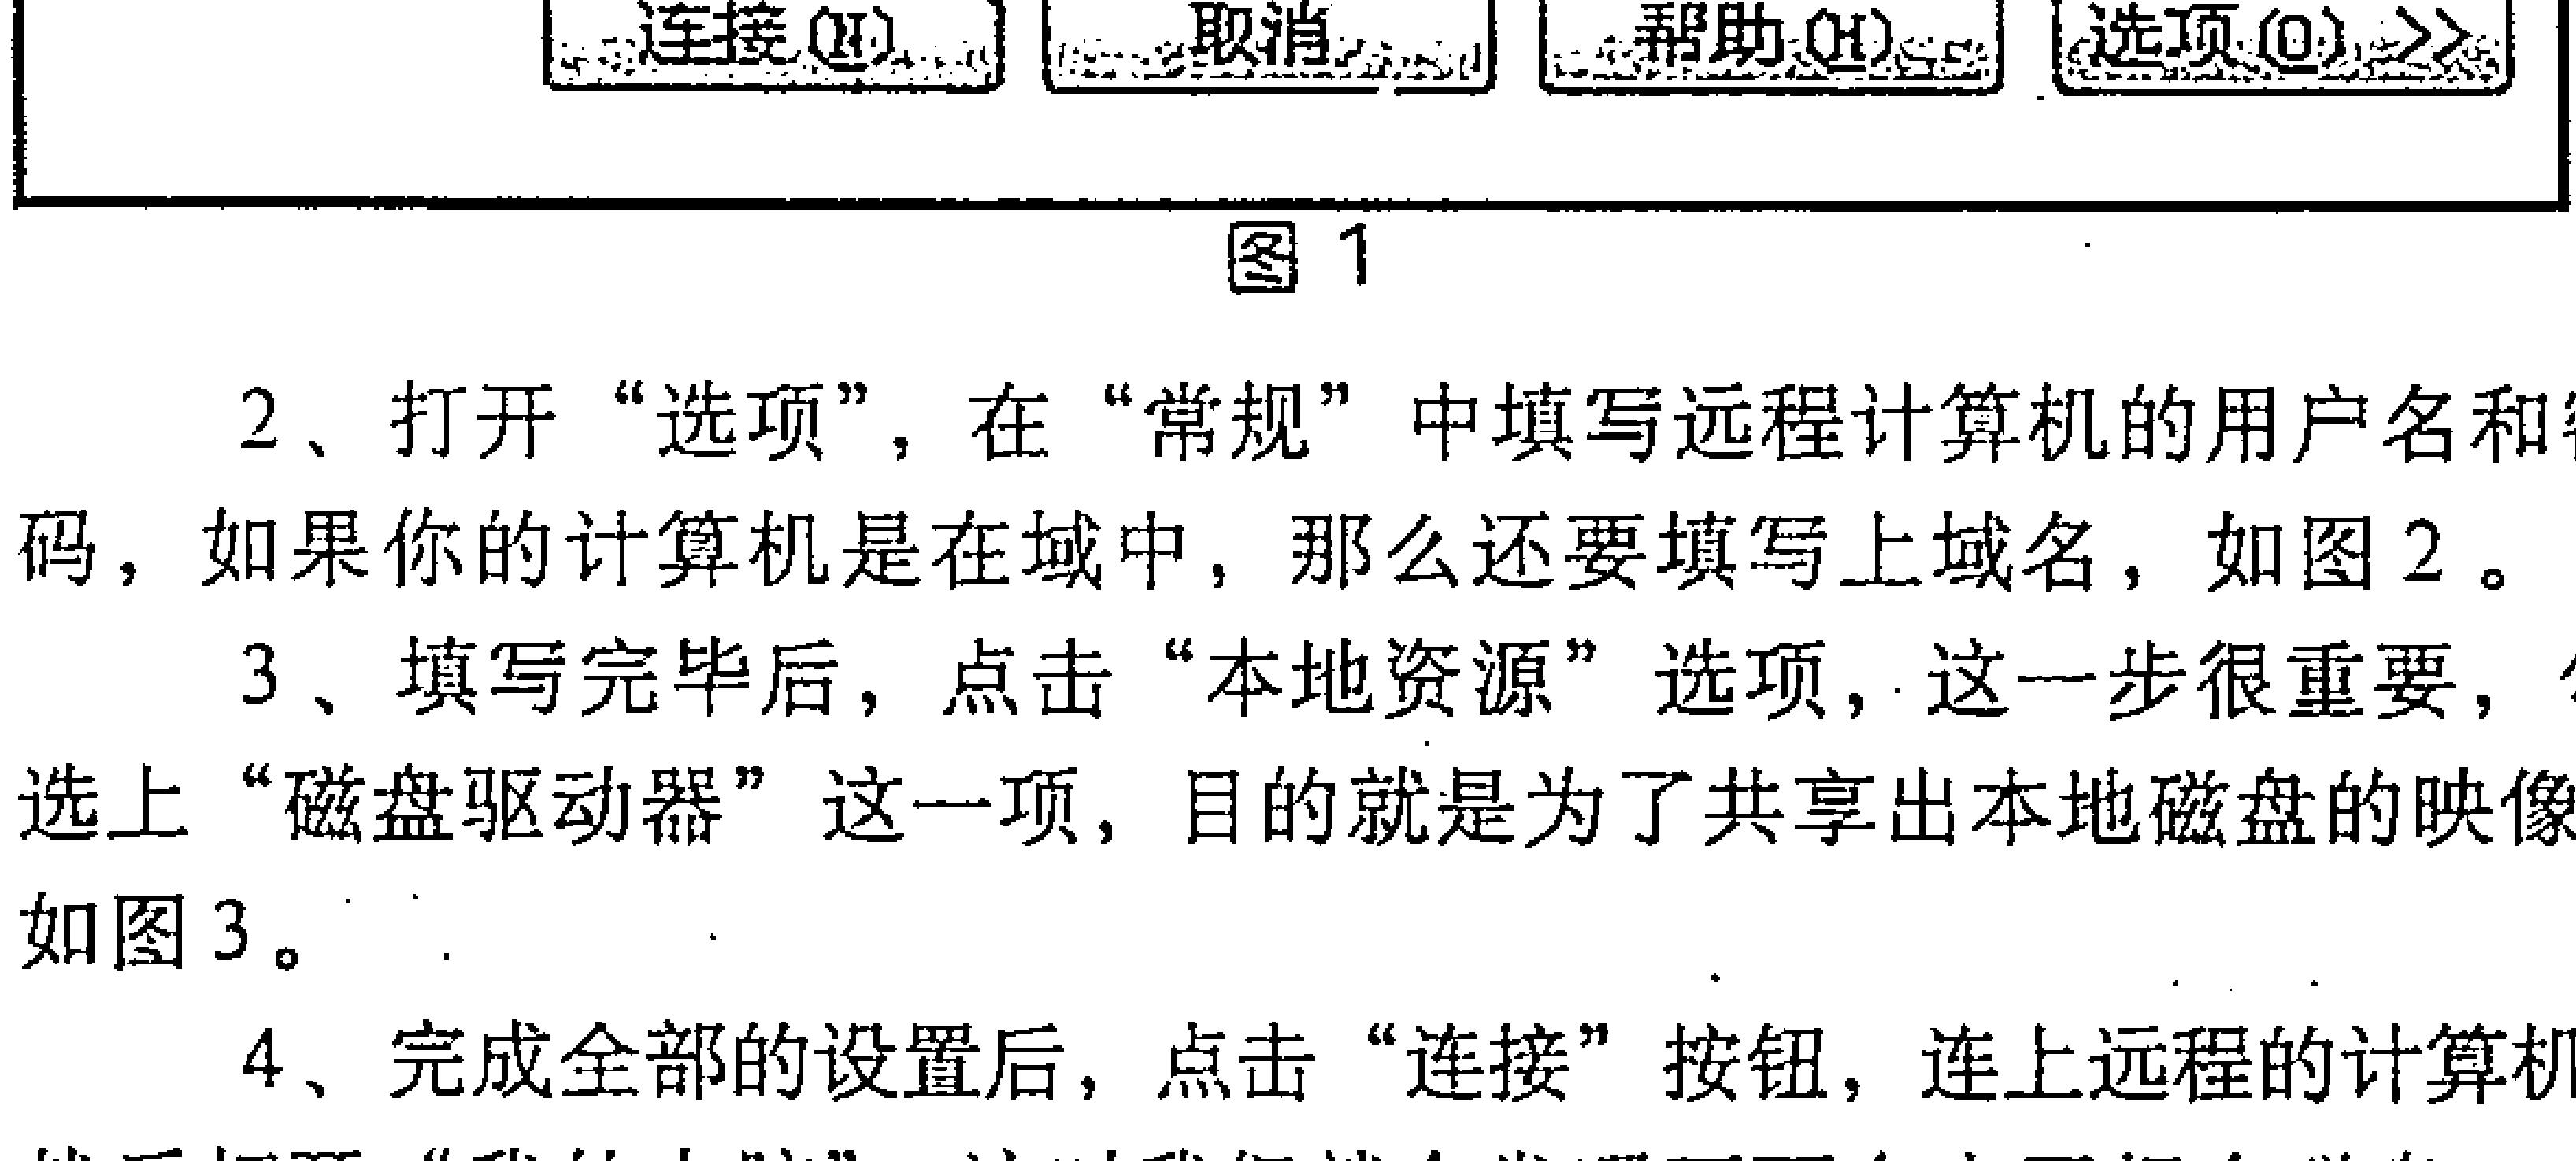 连接(N) 取消 帮助(H) 选项(O) >>
图 1
2、打开“选项”，在“常规”中填写远程计算机的用户名和
码，如果你的计算机是在域中，那么还要填写上域名，如图2。
3、填写完毕后，点击“本地资源”选项，这一步很重要，
选上“磁盘驱动器”这一项，目的就是为了共享出本地磁盘的映像
如图3。
4、完成全部的设置后，点击“连接”按钮，连上远程的计算机